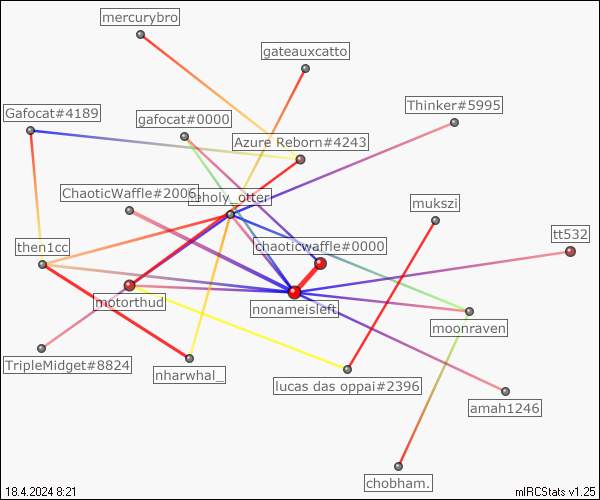 mercurybro
gateauxcatto
Thinker#5995
Gafocat#4189
gafocat#0000
Azure Reborn#4243
ChaoticWaffle#2006
eholy_otter
mukszi
tt532
chaoticwaffle#0000
then1cc
motorthud
nonameisleft
moonraven
TripleMidget#8824
nharwhal_
lucas das oppai#2396
amah1246
chobham.
18.4.2024 8:21
mIRCStats v1.25